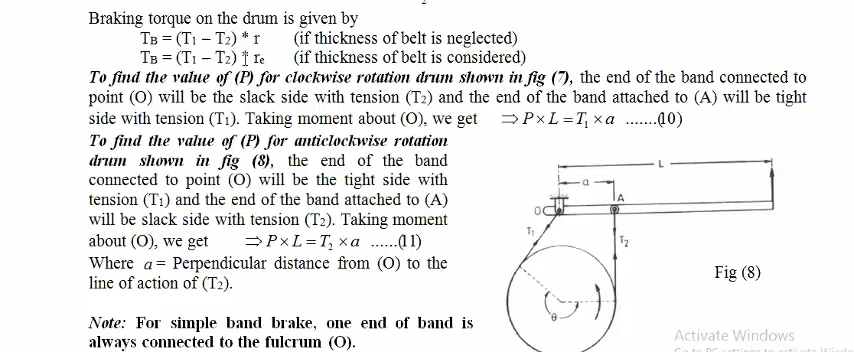 Braking torque on the drum is given by
TB = (T1 – T2) * r (if thickness of belt is neglected)
TB = (T1 – T2) * re (if thickness of belt is considered)
To find the value of (P) for clockwise rotation drum shown in fig (7), the end of the band connected to
point (O) will be the slack side with tension (T2) and the end of the band attached to (A) will be tight
side with tension (T1). Taking moment about (O), we get ⇒ P × L = T1 × a .......(10)
To find the value of (P) for anticlockwise rotation
drum shown in fig (8), the end of the band
connected to point (O) will be the tight side with
tension (T1) and the end of the band attached to (A)
will be slack side with tension (T2). Taking moment
about (O), we get ⇒ P × L = T2 × a ......(11)
Where a = Perpendicular distance from (O) to the
line of action of (T2).
Note: For simple band brake, one end of band is
always connected to the fulcrum (O).
L
a
O
A
T1
T2
θ
Fig (8)
Activate Windows